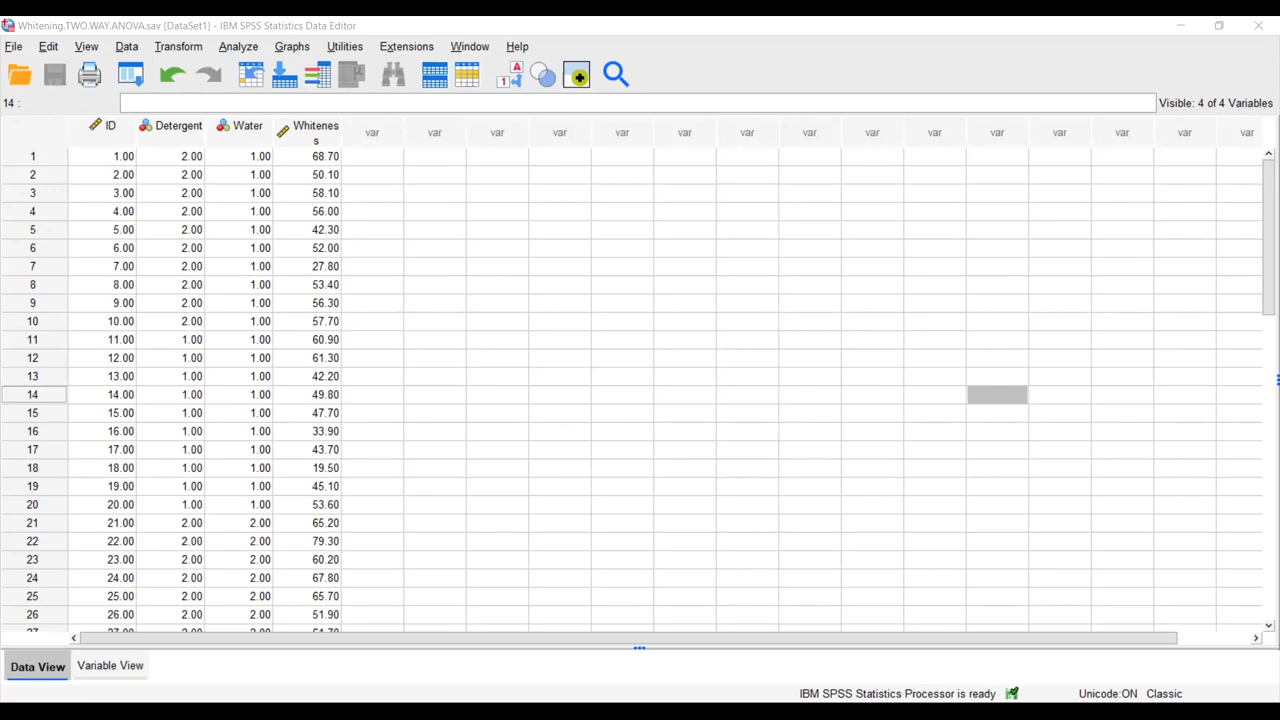 Whitening.TWO.WAY.ANOVA.sav [DataSet1] - IBM SPSS Statistics Data Editor
File Edit View Data Transform Analyze Graphs Utilities Extensions Window Help
14 : Visible: 4 of 4 Variables
ID Detergent Water Whitenes var var var var var var var var var var var var var var var
s
1 1.00 2.00 1.00 68.70
2 2.00 2.00 1.00 50.10
3 3.00 2.00 1.00 58.10
4 4.00 2.00 1.00 56.00
5 5.00 2.00 1.00 42.30
6 6.00 2.00 1.00 52.00
7 7.00 2.00 1.00 27.80
8 8.00 2.00 1.00 53.40
9 9.00 2.00 1.00 56.30
10 10.00 2.00 1.00 57.70
11 11.00 1.00 1.00 60.90
12 12.00 1.00 1.00 61.30
13 13.00 1.00 1.00 42.20
14 14.00 1.00 1.00 49.80
15 15.00 1.00 1.00 47.70
16 16.00 1.00 1.00 33.90
17 17.00 1.00 1.00 43.70
18 18.00 1.00 1.00 19.50
19 19.00 1.00 1.00 45.10
20 20.00 1.00 1.00 53.60
21 21.00 2.00 2.00 65.20
22 22.00 2.00 2.00 79.30
23 23.00 2.00 2.00 60.20
24 24.00 2.00 2.00 67.80
25 25.00 2.00 2.00 65.70
26 26.00 2.00 2.00 51.90
Data View Variable View
IBM SPSS Statistics Processor is ready Unicode:ON Classic